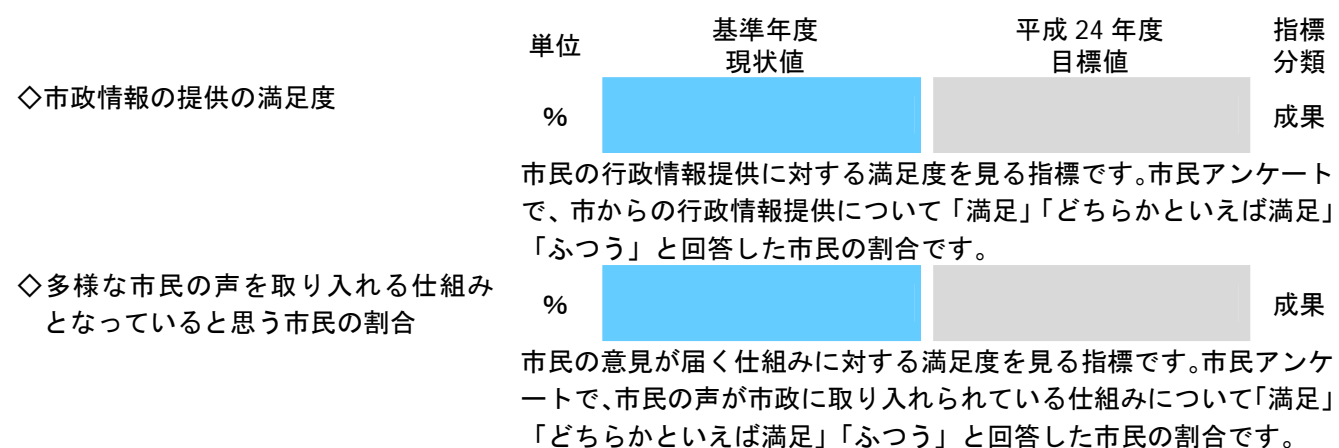 単位 基準年度 現状値 平成 24 年度 目標値 指標 分類
◇市政情報の提供の満足度
% 成果
市民の行政情報提供に対する満足度を見る指標です。市民アンケート
で、市からの行政情報提供について「満足」「どちらかといえば満足」
「ふつう」と回答した市民の割合です。
◇多様な市民の声を取り入れる仕組み
となっていると思う市民の割合
% 成果
市民の意見が届く仕組みに対する満足度を見る指標です。市民アンケ
ートで、市民の声が市政に取り入れられている仕組みについて「満足」
「どちらかといえば満足」「ふつう」と回答した市民の割合です。